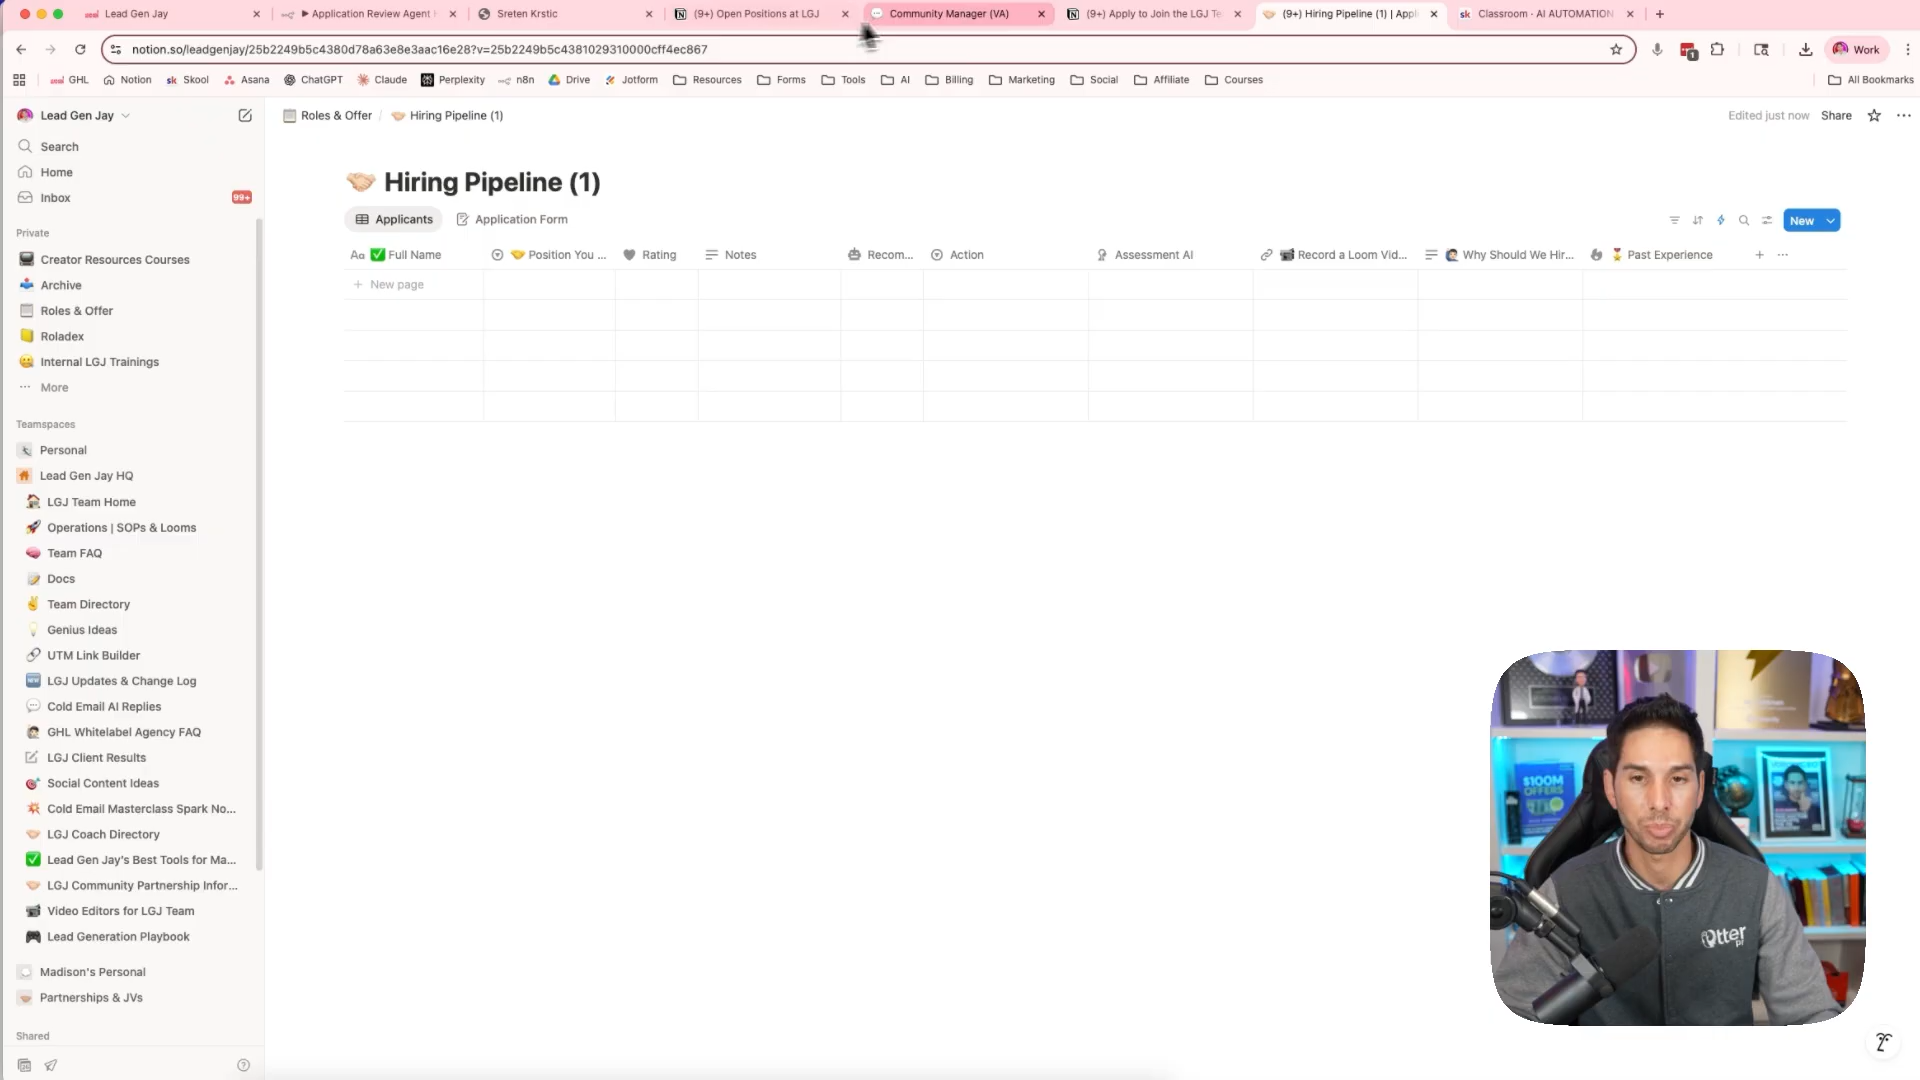 Lead Gen Jay
Application Review Agent
Sreten Krstic
(9+) Open Positions at LGJ
Community Manager (VA)
(9+) Apply to Join the LGJ Te
(9+) Hiring Pipeline (1) | Appli
sk Classroom · AI AUTOMATION
notion.so/leadgenjay/25b2249b5c4380d78a63e8e3aac16e28?v=25b2249b5c4381029310000cff4ec867
Work
GHL
Notion
sk Skool
Asana
ChatGPT
Claude
Perplexity
n8n
Drive
Jotform
Resources
Forms
Tools
AI
Billing
Marketing
Social
Affiliate
Courses
All Bookmarks
Lead Gen Jay
Roles & Offer / Hiring Pipeline (1)
Edited just now
Share
Search
Home
Inbox
99+
Private
Creator Resources Courses
Archive
Roles & Offer
Roladex
Internal LGJ Trainings
More
Teamspaces
Personal
Lead Gen Jay HQ
LGJ Team Home
Operations | SOPs & Looms
Team FAQ
Docs
Team Directory
Genius Ideas
UTM Link Builder
LGJ Updates & Change Log
Cold Email AI Replies
GHL Whitelabel Agency FAQ
LGJ Client Results
Social Content Ideas
Cold Email Masterclass Spark No...
LGJ Coach Directory
Lead Gen Jay's Best Tools for Ma...
LGJ Community Partnership Infor...
Video Editors for LGJ Team
Lead Generation Playbook
Madison's Personal
Partnerships & JVs
Shared
Hiring Pipeline (1)
Applicants
Application Form
New
Aa Full Name
Position You ...
Rating
Notes
Recom...
Action
Assessment AI
Record a Loom Vid...
Why Should We Hir...
Past Experience
+ New page
$100M
OFFERS
Otter
pr